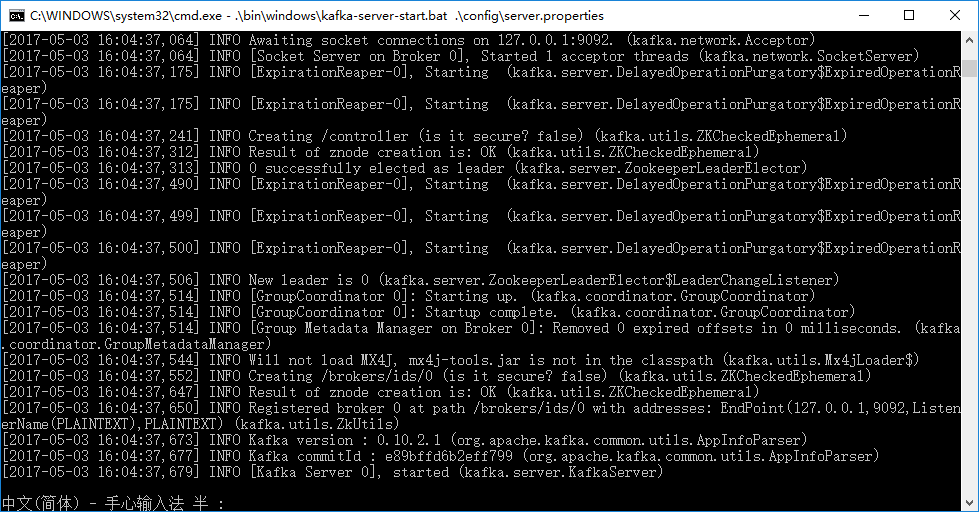 C:\WINDOWS\system32\cmd.exe - .\bin\windows\kafka-server-start.bat .\config\server.properties
[2017-05-03 16:04:37,064] INFO Awaiting socket connections on 127.0.0.1:9092. (kafka.network.Acceptor)
[2017-05-03 16:04:37,064] INFO [Socket Server on Broker 0], Started 1 acceptor threads (kafka.network.SocketServer)
[2017-05-03 16:04:37,175] INFO [ExpirationReaper-0], Starting  (kafka.server.DelayedOperationPurgatory$ExpiredOperationR
eaper)
[2017-05-03 16:04:37,175] INFO [ExpirationReaper-0], Starting  (kafka.server.DelayedOperationPurgatory$ExpiredOperationR
eaper)
[2017-05-03 16:04:37,241] INFO Creating /controller (is it secure? false) (kafka.utils.ZKCheckedEphemeral)
[2017-05-03 16:04:37,312] INFO Result of znode creation is: OK (kafka.utils.ZKCheckedEphemeral)
[2017-05-03 16:04:37,313] INFO 0 successfully elected as leader (kafka.server.ZookeeperLeaderElector)
[2017-05-03 16:04:37,490] INFO [ExpirationReaper-0], Starting  (kafka.server.DelayedOperationPurgatory$ExpiredOperationR
eaper)
[2017-05-03 16:04:37,499] INFO [ExpirationReaper-0], Starting  (kafka.server.DelayedOperationPurgatory$ExpiredOperationR
eaper)
[2017-05-03 16:04:37,500] INFO [ExpirationReaper-0], Starting  (kafka.server.DelayedOperationPurgatory$ExpiredOperationR
eaper)
[2017-05-03 16:04:37,506] INFO New leader is 0 (kafka.server.ZookeeperLeaderElector$LeaderChangeListener)
[2017-05-03 16:04:37,514] INFO [GroupCoordinator 0]: Starting up. (kafka.coordinator.GroupCoordinator)
[2017-05-03 16:04:37,514] INFO [GroupCoordinator 0]: Startup complete. (kafka.coordinator.GroupCoordinator)
[2017-05-03 16:04:37,514] INFO [Group Metadata Manager on Broker 0]: Removed 0 expired offsets in 0 milliseconds. (kafka
.coordinator.GroupMetadataManager)
[2017-05-03 16:04:37,544] INFO Will not load MX4J, mx4j-tools.jar is not in the classpath (kafka.utils.Mx4jLoader$)
[2017-05-03 16:04:37,552] INFO Creating /brokers/ids/0 (is it secure? false) (kafka.utils.ZKCheckedEphemeral)
[2017-05-03 16:04:37,647] INFO Result of znode creation is: OK (kafka.utils.ZKCheckedEphemeral)
[2017-05-03 16:04:37,650] INFO Registered broker 0 at path /brokers/ids/0 with addresses: EndPoint(127.0.0.1,9092,Listen
erName(PLAINTEXT),PLAINTEXT) (kafka.utils.ZkUtils)
[2017-05-03 16:04:37,673] INFO Kafka version : 0.10.2.1 (org.apache.kafka.common.utils.AppInfoParser)
[2017-05-03 16:04:37,677] INFO Kafka commitId : e89bffd6b2eff799 (org.apache.kafka.common.utils.AppInfoParser)
[2017-05-03 16:04:37,679] INFO [Kafka Server 0], started (kafka.server.KafkaServer)
中文(简体) - 手心输入法 半 :